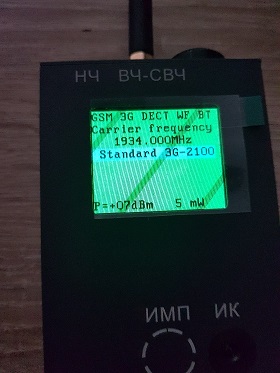 НЧ ВЧ-СВЧ
GSM 3G DECT WF BT
Carrier frequency
1934.000MHz
Standard 3G-2100
P=+07dBm 5 mW
ИМП ИК